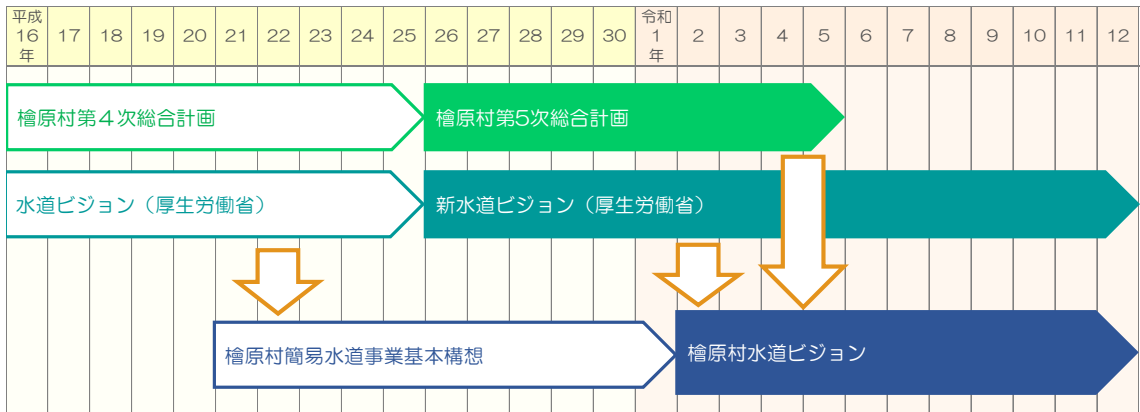 平成 16 年 17 18 19 20 21 22 23 24 25 26 27 28 29 30 令和 1 年 2 3 4 5 6 7 8 9 10 11 12
檜原村第4次総合計画 檜原村第5次総合計画
水道ビジョン（厚生労働省） 新水道ビジョン（厚生労働省）
檜原村簡易水道事業基本構想 檜原村水道ビジョン